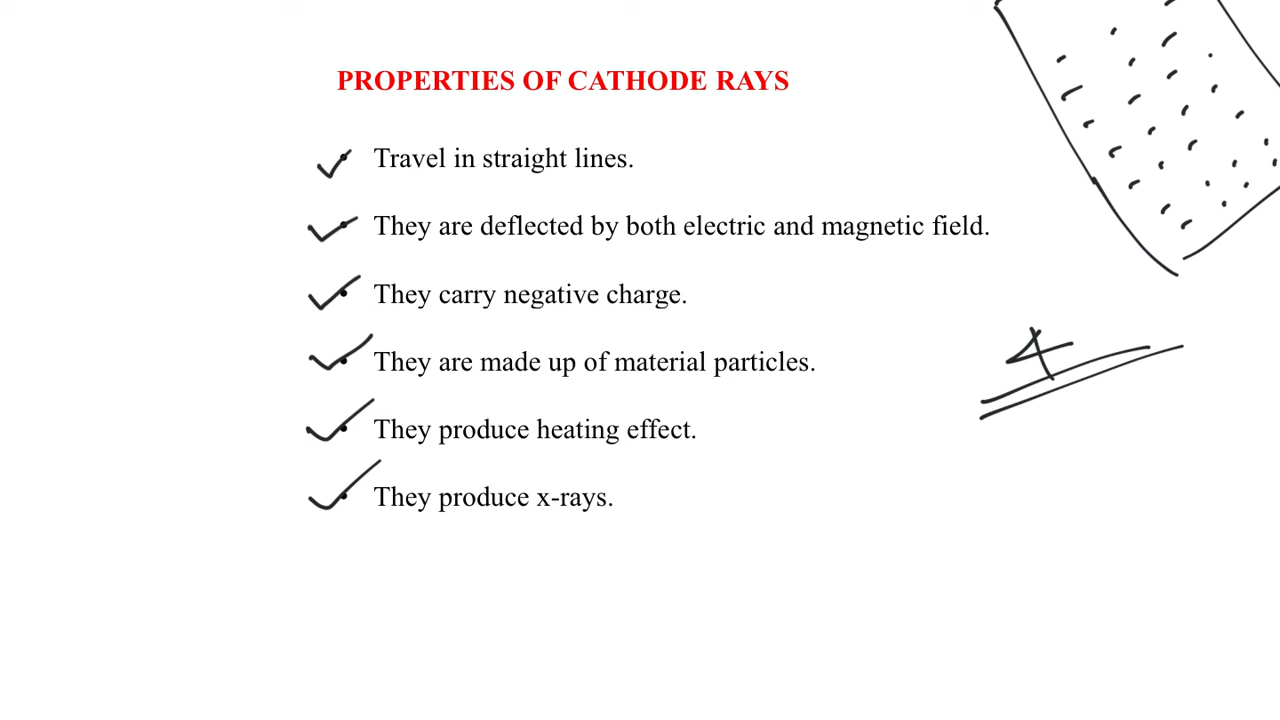 PROPERTIES OF CATHODE RAYS
Travel in straight lines.
They are deflected by both electric and magnetic field.
They carry negative charge.
They are made up of material particles.
4
They produce heating effect.
They produce x-rays.